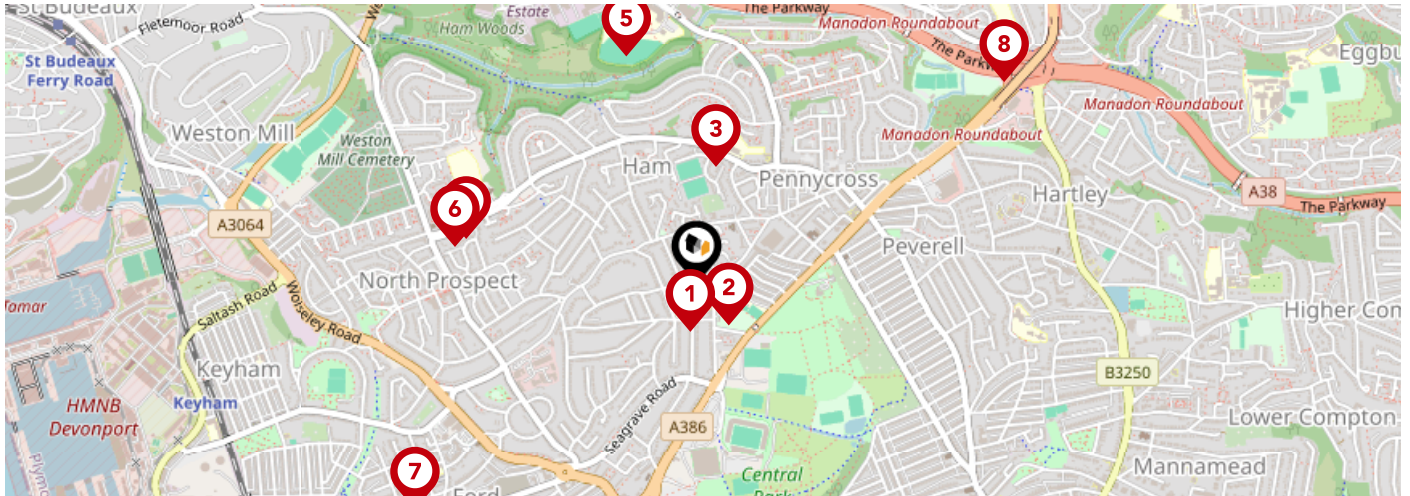 St Budeaux
Fletemoor Road
Estate
Ham Woods
5
The Parkway
Manadon Roundabout
The Parkway
8
St Budeaux
Ferry Road
Manadon Roundabout
Weston Mill
Weston
Mill Cemetery
3
Manadon Roundabout
Ham
Pennycross
Hartley
A38
The Parkway
6
A3064
Peverell
North Prospect
Tamar
Saltash Road
Wolseley Road
1
2
Higher Com
Keyham
Keyham
HMNB
Devonport
B3250
Seagrave Road
A386
Lower Compton
7
Ford
Central
Park
Mannamead
Plymo